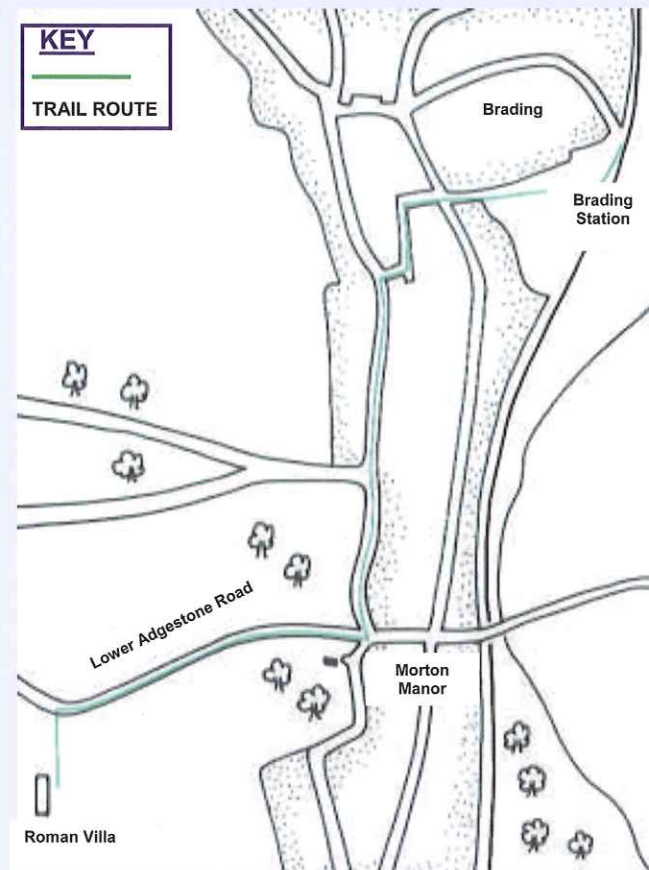 KEY
TRAIL ROUTE
Brading
Brading
Station
Lower Adgestone Road
Morton
Manor
Roman Villa